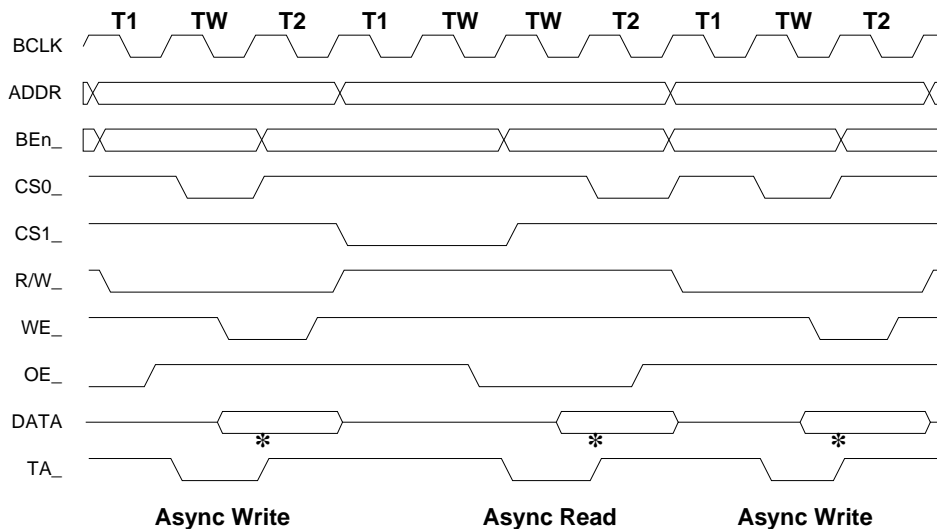 T1 TW T2 T1 TW TW T2 T1 TW T2
BCLK
ADDR
BEn_
CS0_
CS1_
R/W_
WE_
OE_
DATA
* * *
TA_
Async Write Async Read Async Write